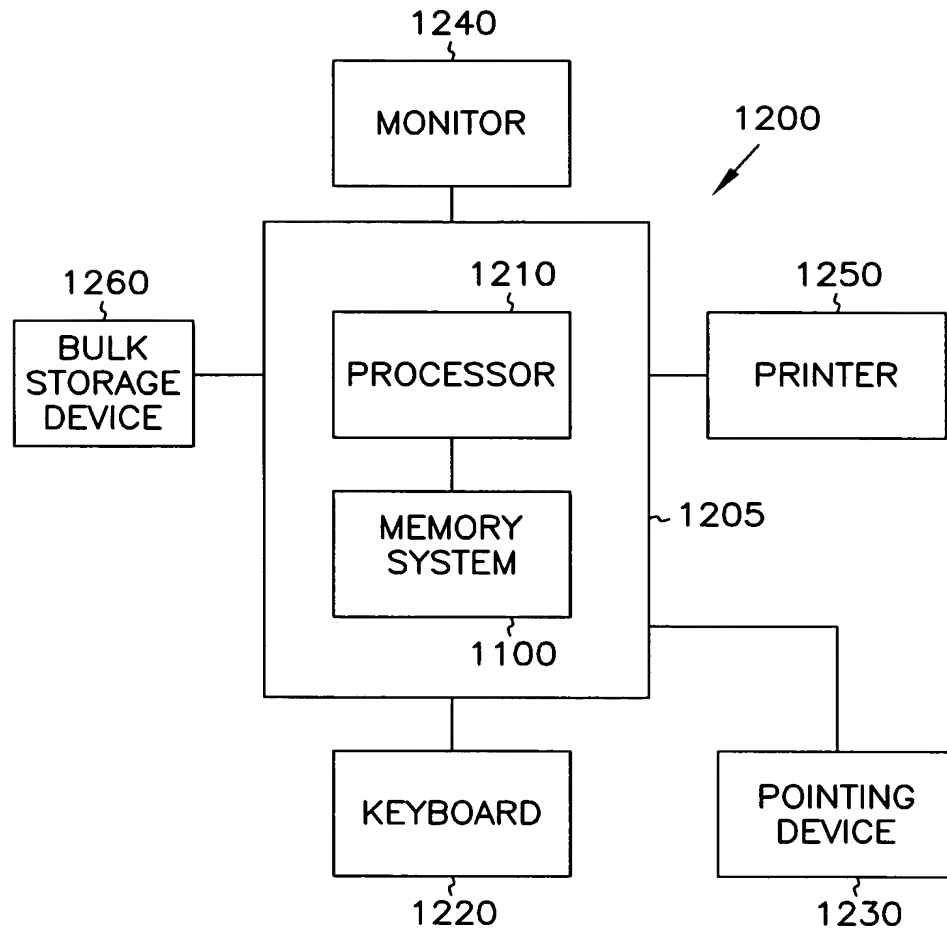 1240
MONITOR
1200
1260
BULK
STORAGE
DEVICE
1210
PROCESSOR
1250
PRINTER
MEMORY
SYSTEM
1205
1100
KEYBOARD
1220
POINTING
DEVICE
1230